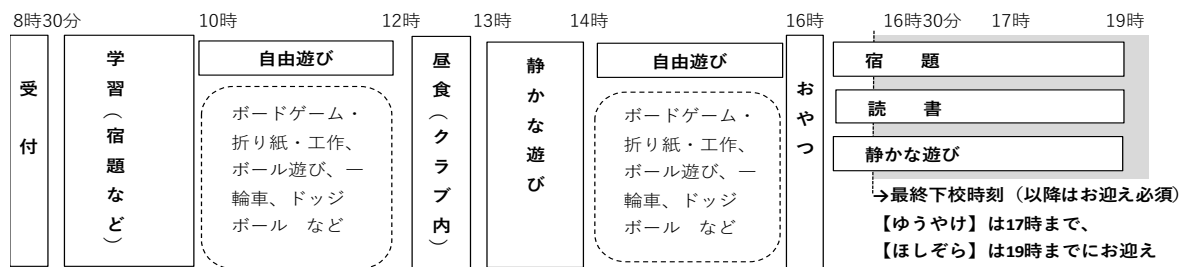 8時30分
10時
12時
13時
14時
16時
16時30分
17時
19時
受付
学習（宿題など）
自由遊び
ボードゲーム・
折り紙・工作、
ボール遊び、一
輪車、ドッジ
ボール　など
昼食（クラブ内）
静かな遊び
自由遊び
ボードゲーム・
折り紙・工作、
ボール遊び、一
輪車、ドッジ
ボール　など
おやつ
宿　題
読　書
静かな遊び
→最終下校時刻（以降はお迎え必須）
【ゆうやけ】は17時まで、
【ほしぞら】は19時までにお迎え